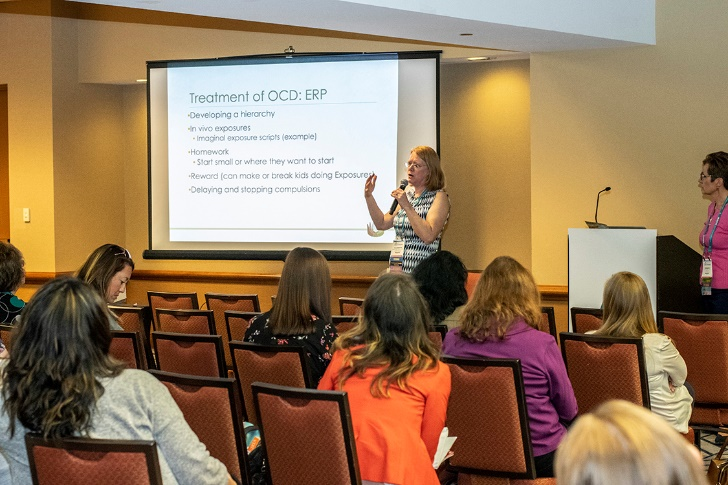 Treatment of OCD: ERP
•Developing a hierarchy
•In vivo exposures
• Imaginal exposure scripts (example)
•Homework
• Start small or where they want to start
•Reward (can make or break kids doing Exposures)
•Delaying and stopping compulsions